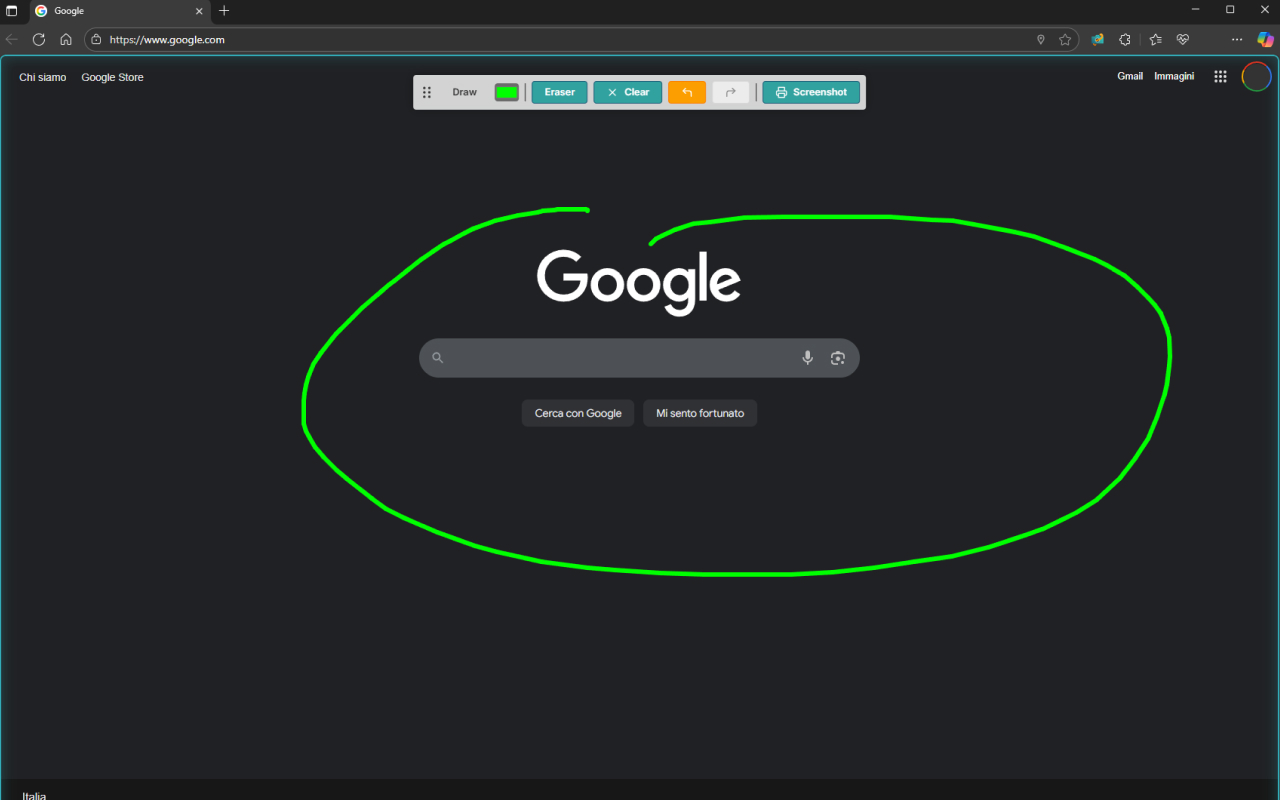 Google
https://www.google.com
Chi siamo Google Store
Gmail Immagini
Draw Eraser Clear Screenshot
Google
Cerca con Google Mi sento fortunato
Italia